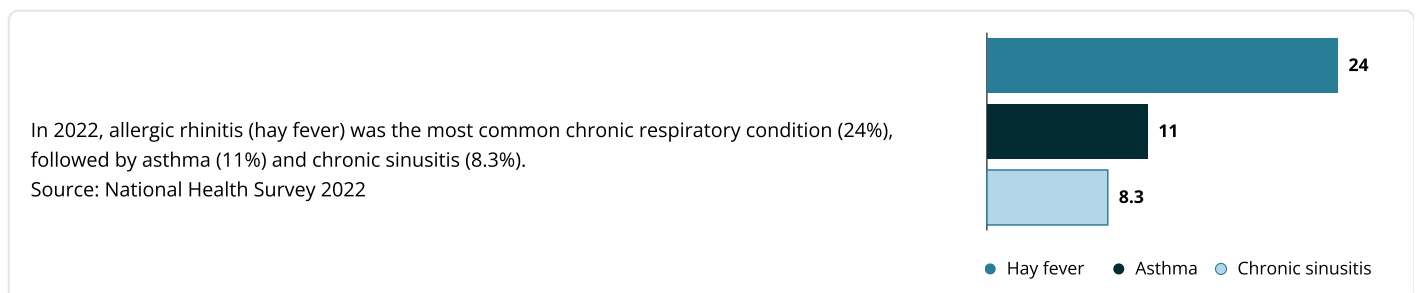 In 2022, allergic rhinitis (hay fever) was the most common chronic respiratory condition (24%),
followed by asthma (11%) and chronic sinusitis (8.3%).
Source: National Health Survey 2022
24
11
8.3
Hay fever Asthma Chronic sinusitis